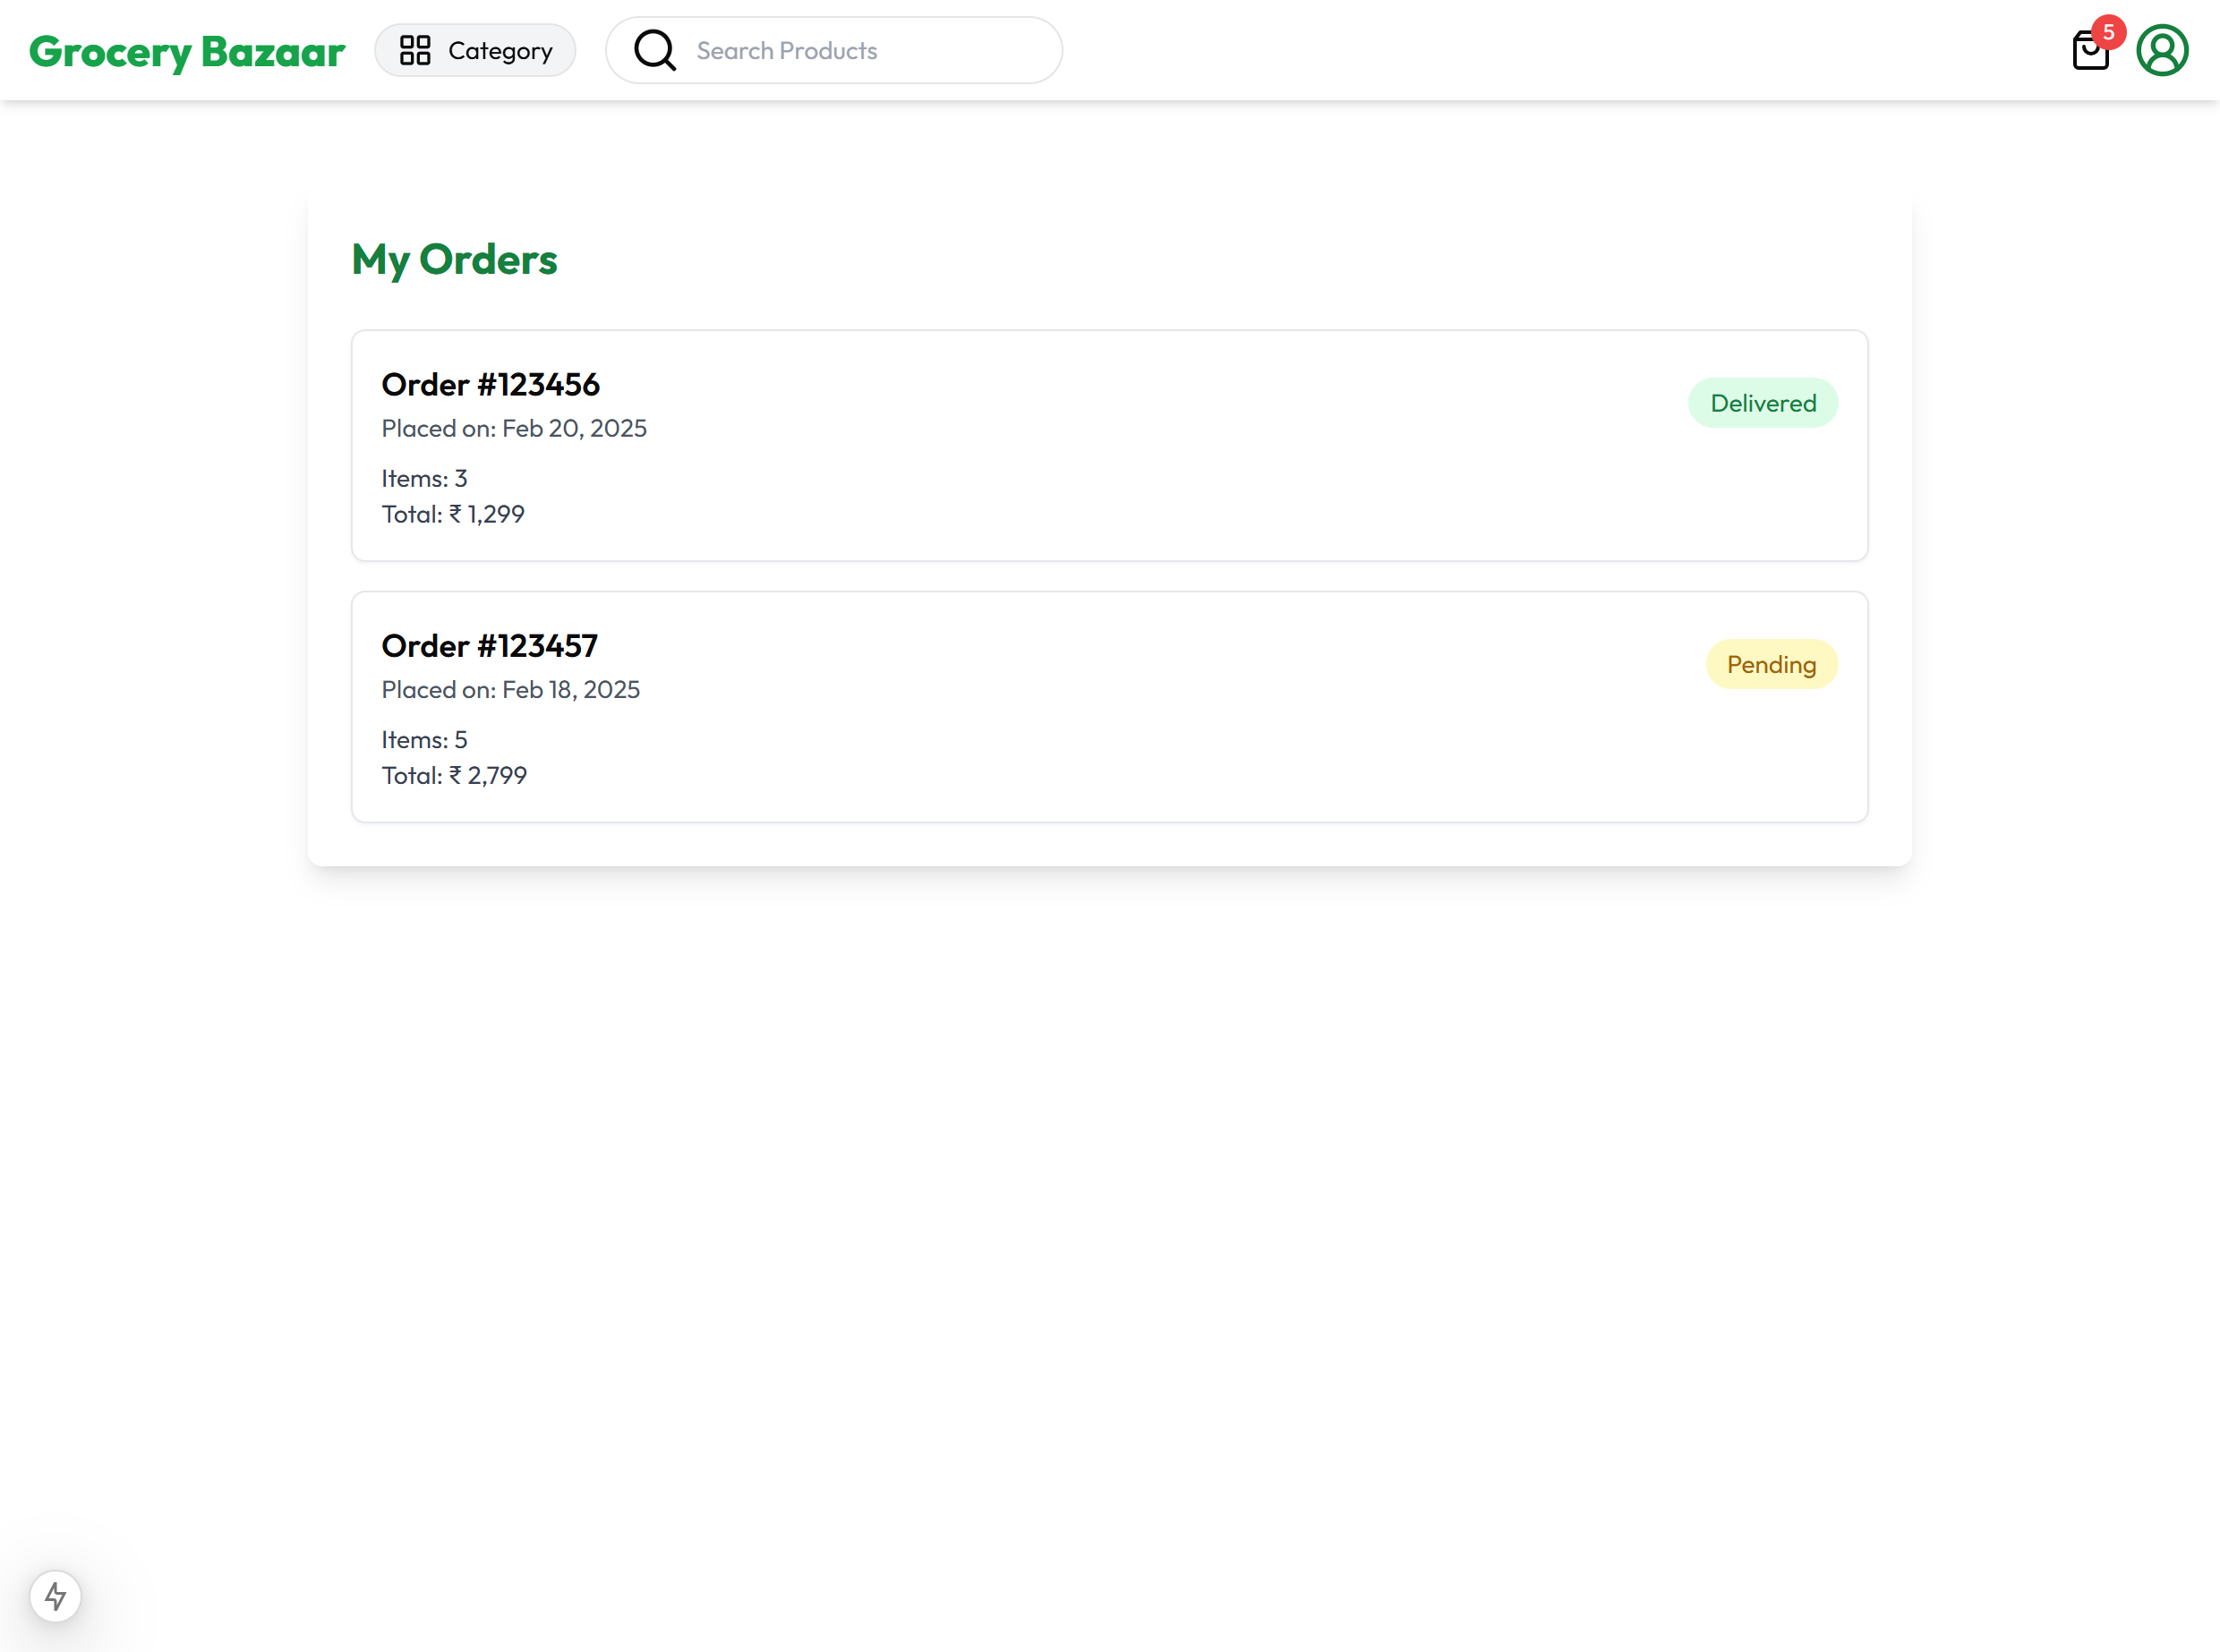 Grocery Bazaar
Category
Search Products
5
My Orders
Order #123456
Placed on: Feb 20, 2025
Delivered
Items: 3
Total: ₹ 1,299
Order #123457
Placed on: Feb 18, 2025
Pending
Items: 5
Total: ₹ 2,799